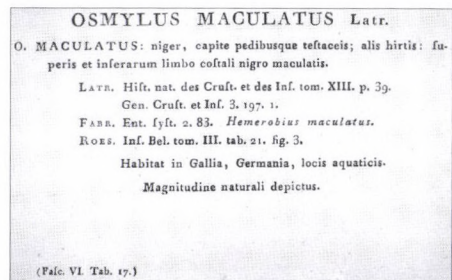 OSMYLUS MACULATUS Latr.
O. MACULATUS: niger, capite pedibusque teſtaceis; alis hirtis: ſu-
peris et inferarum limbo coſtali nigro maculatis.
LATR. Hiſt. nat. des Cruſt. et des Inſ. tom. XIII. p. 39.
Gen. Cruſt. et Inſ. 3. 197. 1.
FABR. Ent. ſyſt. 2. 83. Hemerobius maculatus.
ROES. Inſ. Bel. tom. III. tab. 21. fig. 3.
Habitat in Gallia, Germania, locis aquaticis.
Magnitudine naturali depictus.
(Faſc. VI. Tab. 17.)